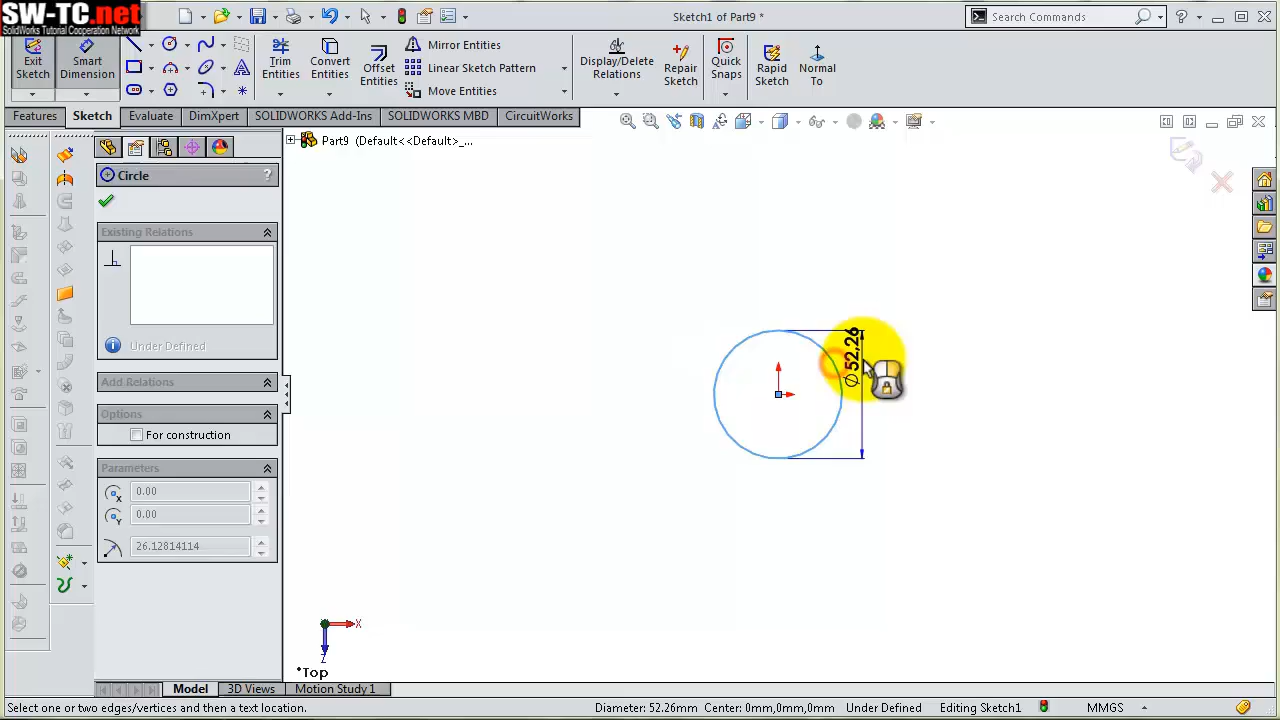 SW-TC.net
SolidWorks Tutorial Cooperation Network
Sketch1 of Part9 *
Search Commands
Exit Sketch
Smart Dimension
Trim Entities
Convert Entities
Offset Entities
Mirror Entities
Linear Sketch Pattern
Move Entities
Display/Delete Relations
Repair Sketch
Quick Snaps
Rapid Sketch
Normal To
Features
Sketch
Evaluate
DimXpert
SOLIDWORKS Add-Ins
SOLIDWORKS MBD
CircuitWorks
Part9 (Default<<Default>_...
Circle
?
Existing Relations
Under Defined
Add Relations
Options
For construction
Parameters
0.00
0.00
26.12814114
∅ 52,26
X
Z
*Top
Model
3D Views
Motion Study 1
Select one or two edges/vertices and then a text location.
Diameter: 52.26mm Center: 0mm,0mm,0mm
Under Defined
Editing Sketch1
MMGS